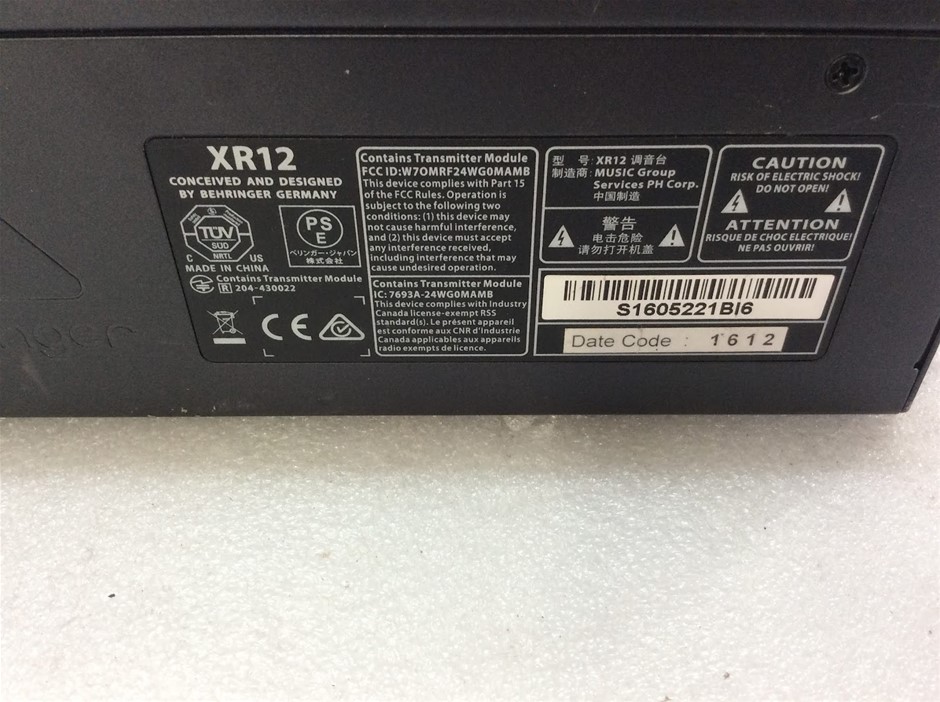 XR12
CONCEIVED AND DESIGNED
BY BEHRINGER GERMANY
TÜV
SÜD
NRTL
C US
PS
E
ベリンガー・ジャパン
株式会社
MADE IN CHINA
Contains Transmitter Module
R 204-430022
CE
Contains Transmitter Module
FCC ID:W7OMRF24WG0MAMB
This device complies with Part 15
of the FCC Rules. Operation is
subject to the following two
conditions: (1) this device may
not cause harmful interference,
and (2) this device must accept
any interference received,
including interference that may
cause undesired operation.
Contains Transmitter Module
IC: 7693A-24WG0MAMB
This device complies with Industry
Canada license-exempt RSS
standard(s). Le présent appareil
est conforme aux CNR d'Industrie
Canada applicables aux appareils
radio exempts de licence.
型 号: XR12 调音台
制造商: MUSIC Group
Services PH Corp.
中国制造
警告
电击危险
请勿打开机盖
CAUTION
RISK OF ELECTRIC SHOCK!
DO NOT OPEN!
ATTENTION
RISQUE DE CHOC ELECTRIQUE!
NE PAS OUVRIR!
S1605221BI6
Date Code : 1612